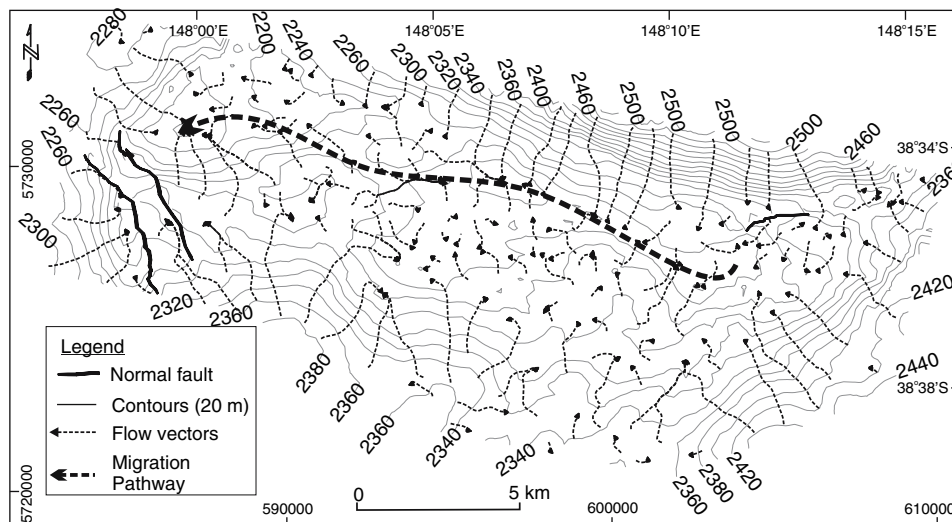 148°00'E 148°05'E 148°10'E 148°15'E
N
2280 2200 2240 2260 2300 2320 2340 2360 2400 2460 2500 2500 2500 2500 2460
38°34'S
2260
2260
5730000
2300
2320
2360
2380
2360
2360
2340
2340
2360
2380
2420
2440
2420
38°38'S
Legend
Normal fault
Contours (20 m)
Flow vectors
Migration
Pathway
0 5 km
5720000
590000 600000